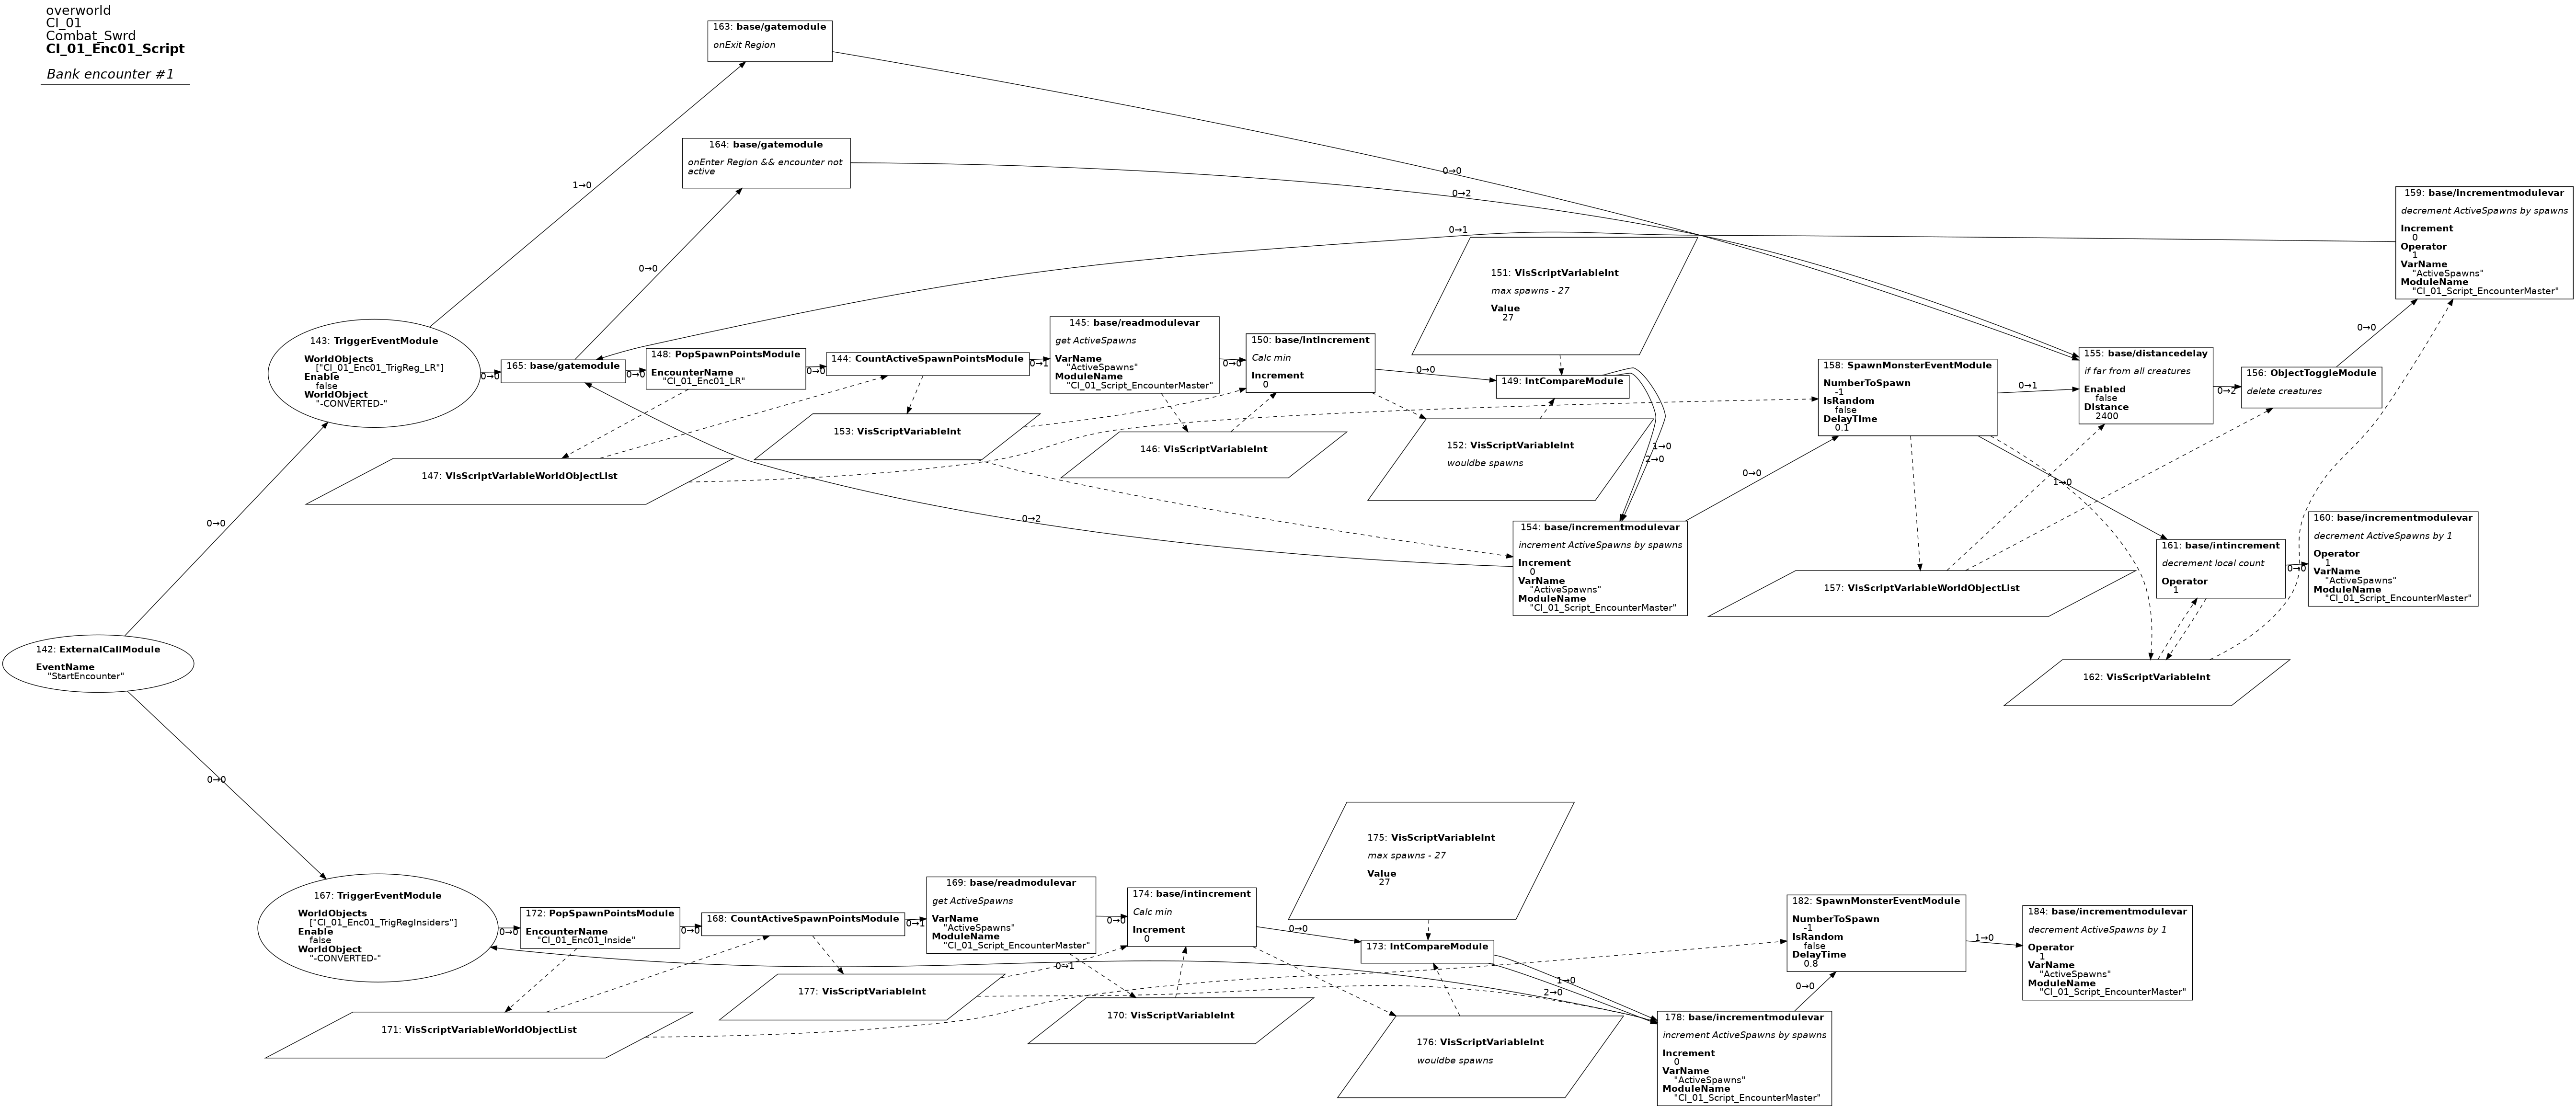 overworld
CI_01
Combat_Swrd
CI_01_Enc01_Script
Bank encounter #1
163: base/gatemodule
onExit Region
164: base/gatemodule
onEnter Region && encounter not
active
1→0
0→0
0→2
0→1
0→0
159: base/incrementmodulevar
decrement ActiveSpawns by spawns
Increment
0
Operator
1
VarName
"ActiveSpawns"
ModuleName
"CI_01_Script_EncounterMaster"
151: VisScriptVariableInt
max spawns - 27
Value
27
143: TriggerEventModule
WorldObjects
["CI_01_Enc01_TrigReg_LR"]
Enable
false
WorldObject
"-CONVERTED-"
0→0
165: base/gatemodule
0→0
148: PopSpawnPointsModule
EncounterName
"CI_01_Enc01_LR"
0→0
144: CountActiveSpawnPointsModule
0→1
145: base/readmodulevar
get ActiveSpawns
VarName
"ActiveSpawns"
ModuleName
"CI_01_Script_EncounterMaster"
0→0
150: base/intincrement
Calc min
Increment
0
0→0
149: IntCompareModule
158: SpawnMonsterEventModule
NumberToSpawn
-1
IsRandom
false
DelayTime
0.1
0→1
155: base/distancedelay
if far from all creatures
Enabled
false
Distance
2400
0→2
156: ObjectToggleModule
delete creatures
0→0
153: VisScriptVariableInt
146: VisScriptVariableInt
152: VisScriptVariableInt
wouldbe spawns
1→0
2→0
147: VisScriptVariableWorldObjectList
0→0
1→0
0→2
154: base/incrementmodulevar
increment ActiveSpawns by spawns
Increment
0
VarName
"ActiveSpawns"
ModuleName
"CI_01_Script_EncounterMaster"
157: VisScriptVariableWorldObjectList
161: base/intincrement
decrement local count
Operator
1
0→0
160: base/incrementmodulevar
decrement ActiveSpawns by 1
Operator
1
VarName
"ActiveSpawns"
ModuleName
"CI_01_Script_EncounterMaster"
0→0
142: ExternalCallModule
EventName
"StartEncounter"
162: VisScriptVariableInt
0→0
175: VisScriptVariableInt
max spawns - 27
Value
27
167: TriggerEventModule
WorldObjects
["CI_01_Enc01_TrigRegInsiders"]
Enable
false
WorldObject
"-CONVERTED-"
0→0
172: PopSpawnPointsModule
EncounterName
"CI_01_Enc01_Inside"
0→0
168: CountActiveSpawnPointsModule
0→1
169: base/readmodulevar
get ActiveSpawns
VarName
"ActiveSpawns"
ModuleName
"CI_01_Script_EncounterMaster"
0→0
174: base/intincrement
Calc min
Increment
0
0→0
173: IntCompareModule
182: SpawnMonsterEventModule
NumberToSpawn
-1
IsRandom
false
DelayTime
0.8
1→0
184: base/incrementmodulevar
decrement ActiveSpawns by 1
Operator
1
VarName
"ActiveSpawns"
ModuleName
"CI_01_Script_EncounterMaster"
0→1
1→0
2→0
0→0
177: VisScriptVariableInt
170: VisScriptVariableInt
171: VisScriptVariableWorldObjectList
176: VisScriptVariableInt
wouldbe spawns
178: base/incrementmodulevar
increment ActiveSpawns by spawns
Increment
0
VarName
"ActiveSpawns"
ModuleName
"CI_01_Script_EncounterMaster"